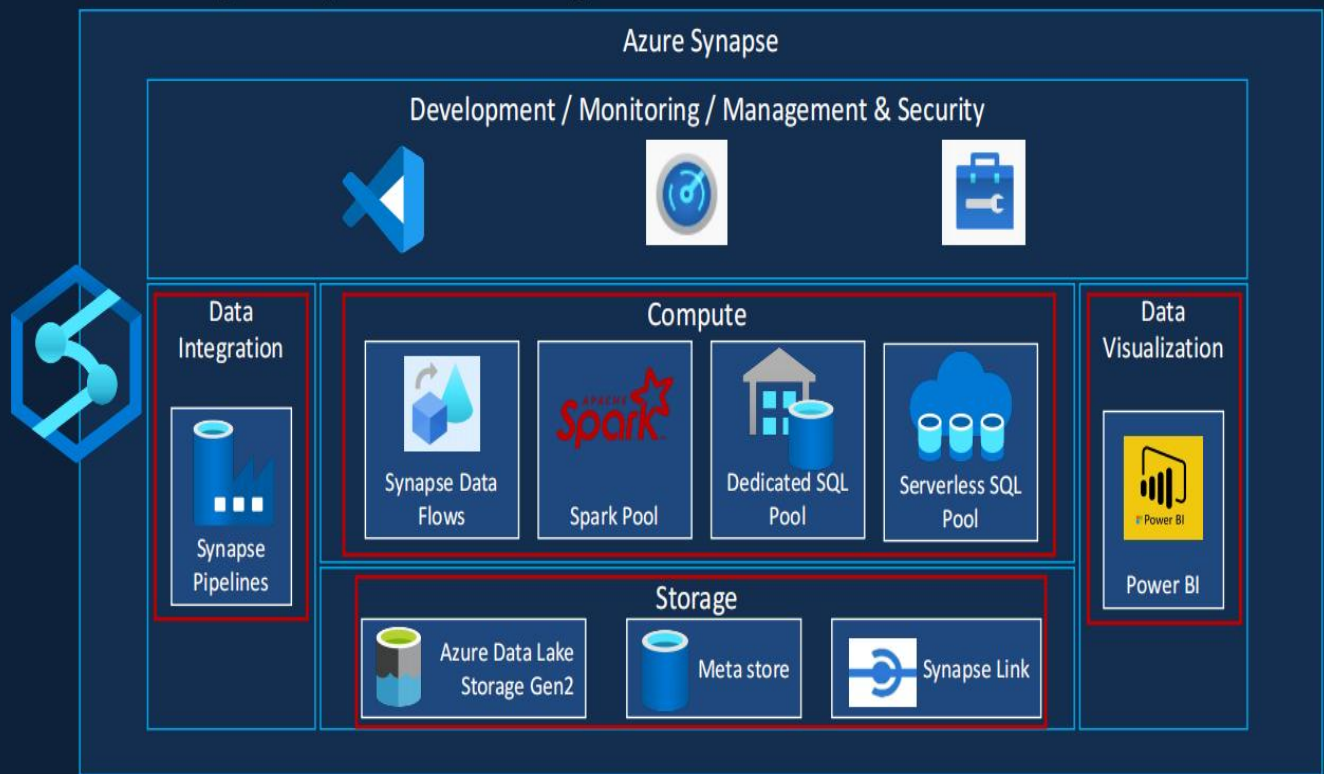 Azure Synapse
Development / Monitoring / Management & Security
Data
Integration
Synapse
Pipelines
Compute
Synapse Data
Flows
APACHE
Spark
Spark Pool
Dedicated SQL
Pool
Serverless SQL
Pool
Storage
Azure Data Lake
Storage Gen2
Meta store
Synapse Link
Data
Visualization
Power BI
Power BI